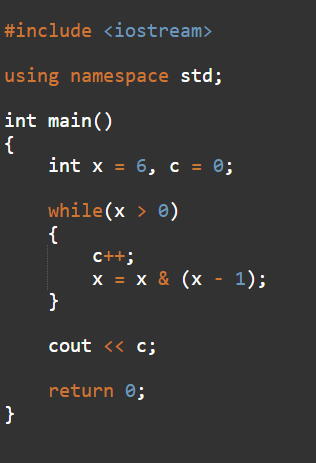 #include <iostream>
using namespace std;
int main()
{
int x = 6, c = 0;
while(x > 0)
{
c++;
x = x & (x - 1);
}
cout << c;
return 0;
}